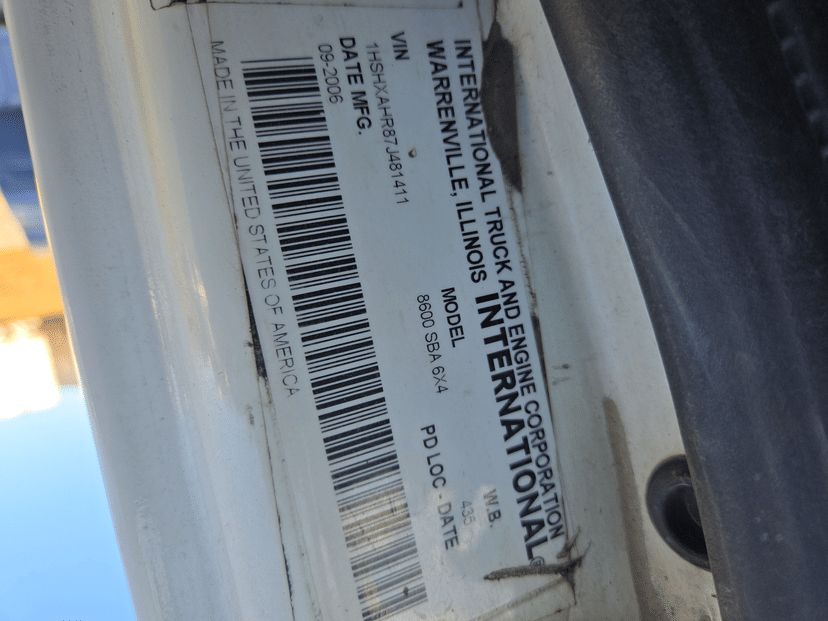 INTERNATIONAL TRUCK AND ENGINE CORPORATION
WARRENVILLE, ILLINOIS INTERNATIONAL®
VIN MODEL W.B.
1HSHXAHR87J481411 8600 SBA 6X4
DATE MFG. PD LOC - DATE
09-2006
MADE IN THE UNITED STATES OF AMERICA